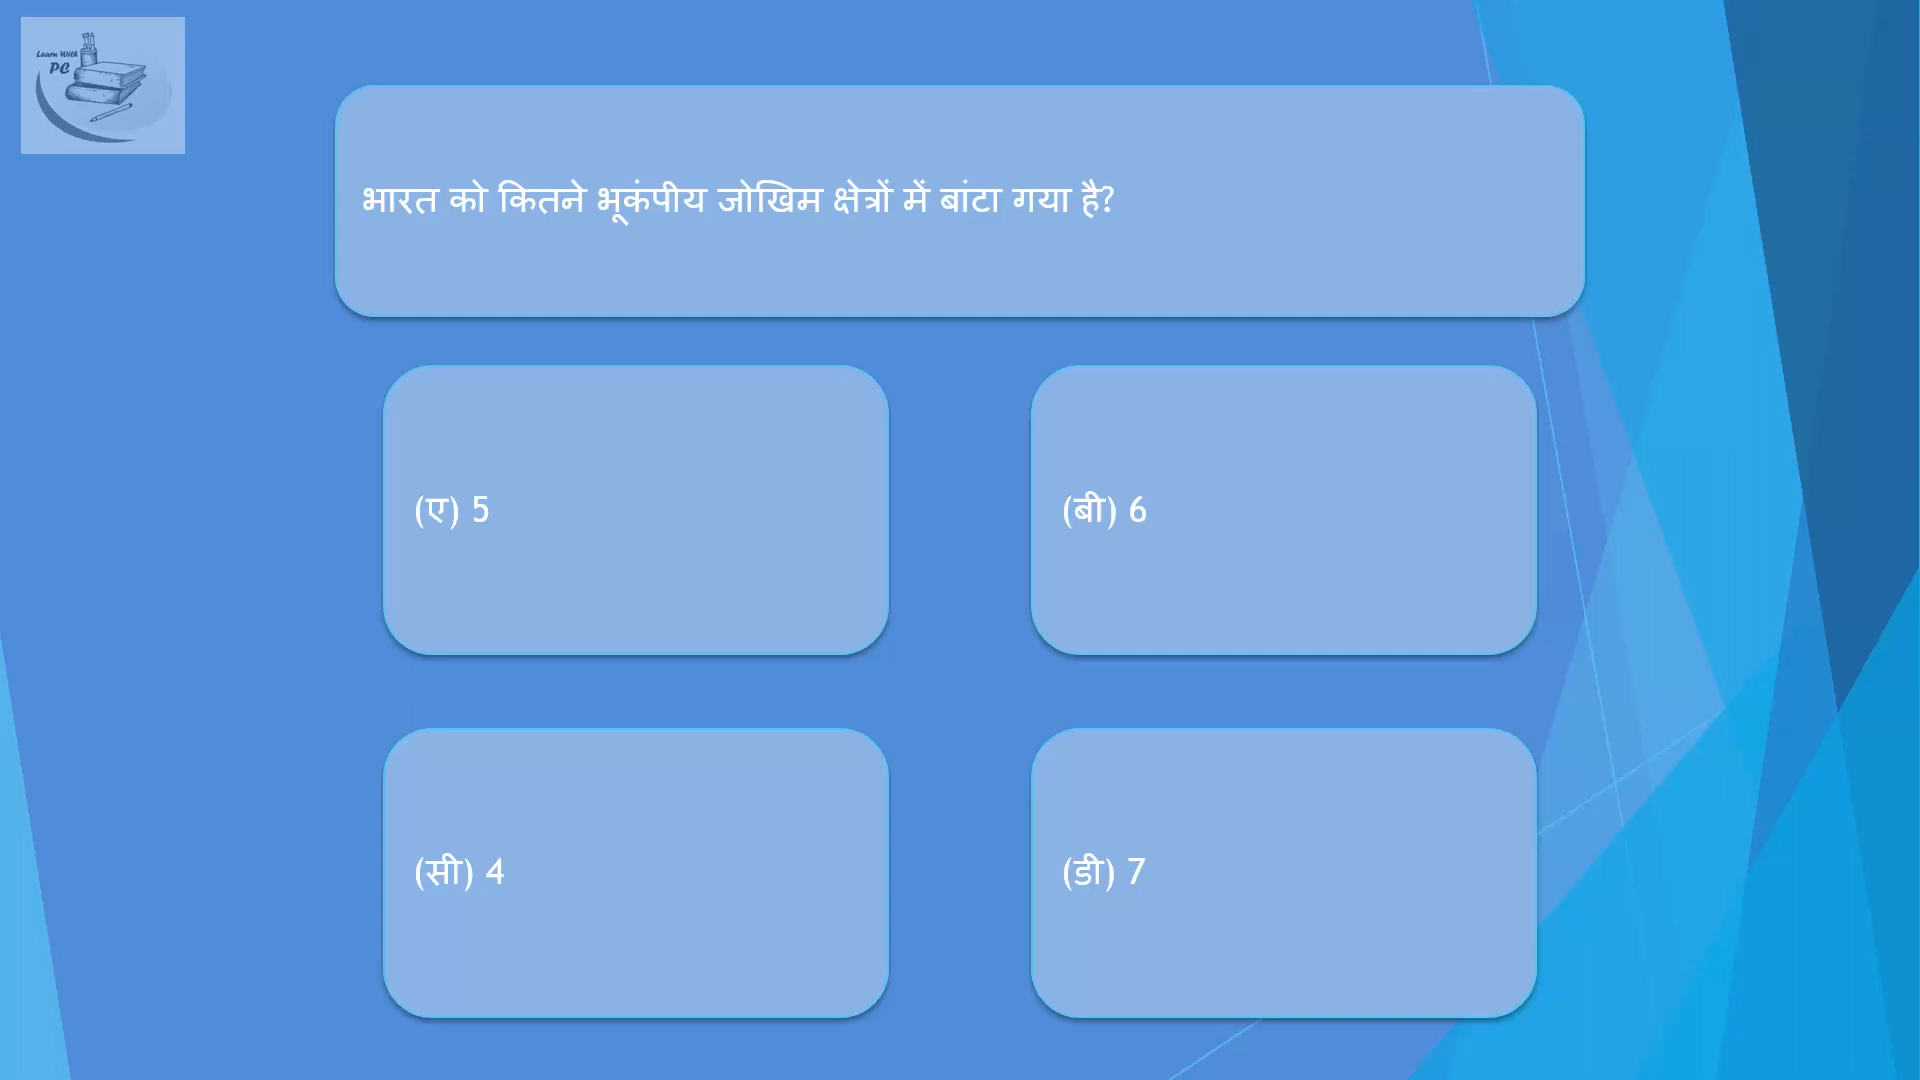 Learn With
PC
भारत को कितने भूकंपीय जोखिम क्षेत्रों में बांटा गया है?
(ए) 5
(बी) 6
(सी) 4
(डी) 7